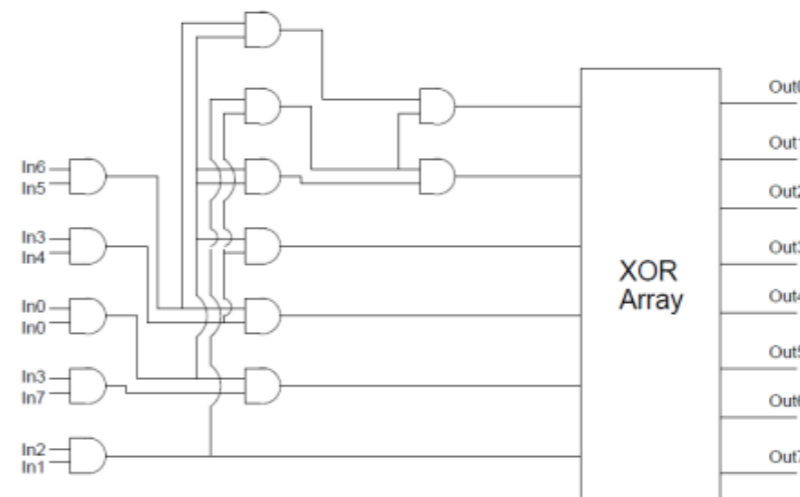 In6
In5
In3
In4
In0
In0
In3
In7
In2
In1
XOR
Array
Out0
Out1
Out2
Out3
Out4
Out5
Out6
Out7